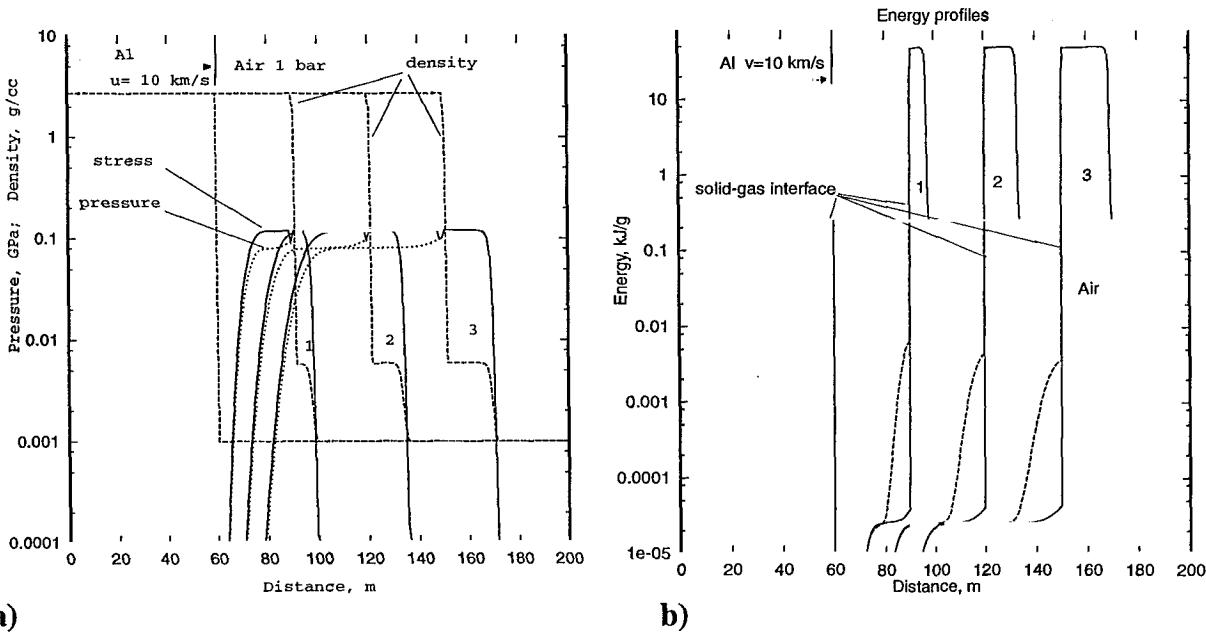 Energy profiles
10
1
0.1
0.01
0.001
0.0001
Pressure, GPa; Density, g/cc
Al
u= 10 km/s
Air 1 bar
density
stress
pressure
1
2
3
0 20 40 60 80 100 120 140 160 180 200
Distance, m
a)
10
1
0.1
0.01
0.001
0.0001
1e-05
Energy, kJ/g
Al v=10 km/s
solid-gas interface
1
2
3
Air
0 20 40 60 80 100 120 140 160 180 200
Distance, m
b)